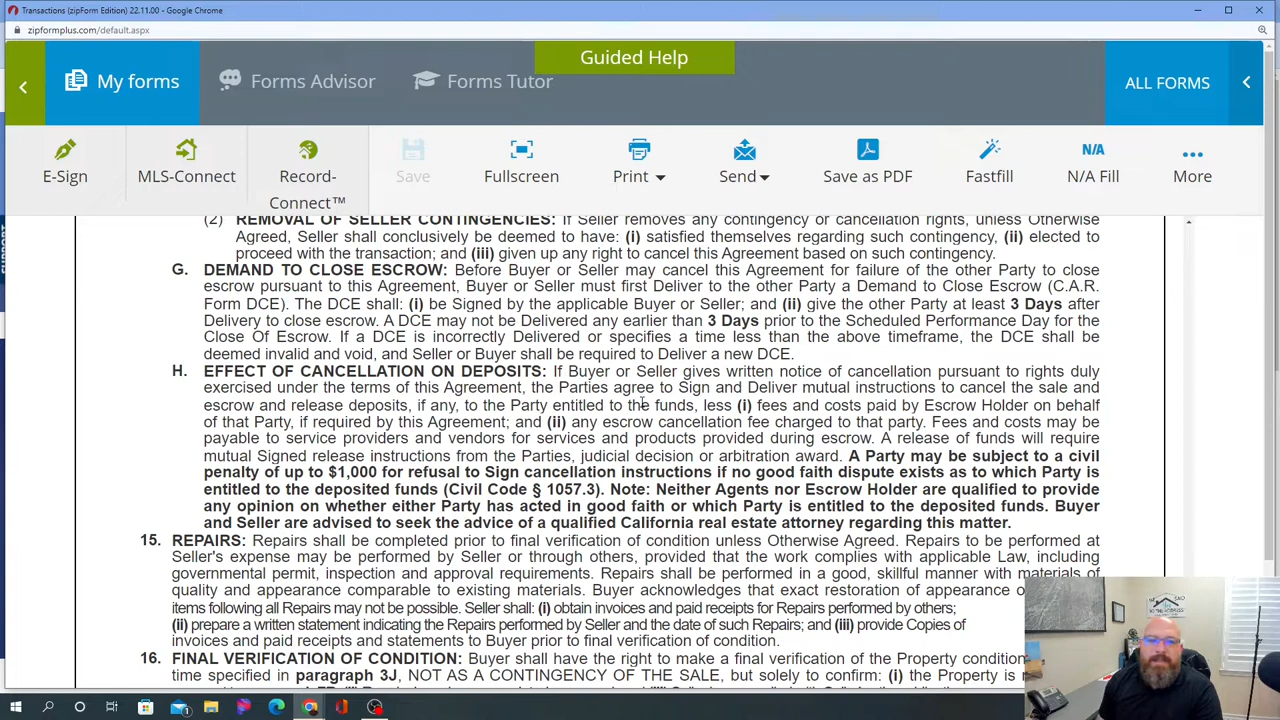 Transactions (zipForm Edition) 22.11.00 - Google Chrome
zipformplus.com/default.aspx
Guided Help
My forms
Forms Advisor
Forms Tutor
ALL FORMS
E-Sign
MLS-Connect
Record-
Connect™
Save
Fullscreen
Print
Send
Save as PDF
Fastfill
N/A
N/A Fill
More
SUPPORT
(2) REMOVAL OF SELLER CONTINGENCIES: If Seller removes any contingency or cancellation rights, unless Otherwise
Agreed, Seller shall conclusively be deemed to have: (i) satisfied themselves regarding such contingency, (ii) elected to
proceed with the transaction; and (iii) given up any right to cancel this Agreement based on such contingency.
G. DEMAND TO CLOSE ESCROW: Before Buyer or Seller may cancel this Agreement for failure of the other Party to close
escrow pursuant to this Agreement, Buyer or Seller must first Deliver to the other Party a Demand to Close Escrow (C.A.R.
Form DCE). The DCE shall: (i) be Signed by the applicable Buyer or Seller; and (ii) give the other Party at least 3 Days after
Delivery to close escrow. A DCE may not be Delivered any earlier than 3 Days prior to the Scheduled Performance Day for the
Close Of Escrow. If a DCE is incorrectly Delivered or specifies a time less than the above timeframe, the DCE shall be
deemed invalid and void, and Seller or Buyer shall be required to Deliver a new DCE.
H. EFFECT OF CANCELLATION ON DEPOSITS: If Buyer or Seller gives written notice of cancellation pursuant to rights duly
exercised under the terms of this Agreement, the Parties agree to Sign and Deliver mutual instructions to cancel the sale and
escrow and release deposits, if any, to the Party entitled to the funds, less (i) fees and costs paid by Escrow Holder on behalf
of that Party, if required by this Agreement; and (ii) any escrow cancellation fee charged to that party. Fees and costs may be
payable to service providers and vendors for services and products provided during escrow. A release of funds will require
mutual Signed release instructions from the Parties, judicial decision or arbitration award. A Party may be subject to a civil
penalty of up to $1,000 for refusal to Sign cancellation instructions if no good faith dispute exists as to which Party is
entitled to the deposited funds (Civil Code § 1057.3). Note: Neither Agents nor Escrow Holder are qualified to provide
any opinion on whether either Party has acted in good faith or which Party is entitled to the deposited funds. Buyer
and Seller are advised to seek the advice of a qualified California real estate attorney regarding this matter.
15. REPAIRS: Repairs shall be completed prior to final verification of condition unless Otherwise Agreed. Repairs to be performed at
Seller's expense may be performed by Seller or through others, provided that the work complies with applicable Law, including
governmental permit, inspection and approval requirements. Repairs shall be performed in a good, skillful manner with materials of
quality and appearance comparable to existing materials. Buyer acknowledges that exact restoration of appearance o
items following all Repairs may not be possible. Seller shall: (i) obtain invoices and paid receipts for Repairs performed by others;
(ii) prepare a written statement indicating the Repairs performed by Seller and the date of such Repairs; and (iii) provide Copies of
invoices and paid receipts and statements to Buyer prior to final verification of condition.
16. FINAL VERIFICATION OF CONDITION: Buyer shall have the right to make a final verification of the Property condition
time specified in paragraph 3J, NOT AS A CONTINGENCY OF THE SALE, but solely to confirm: (i) the Property is